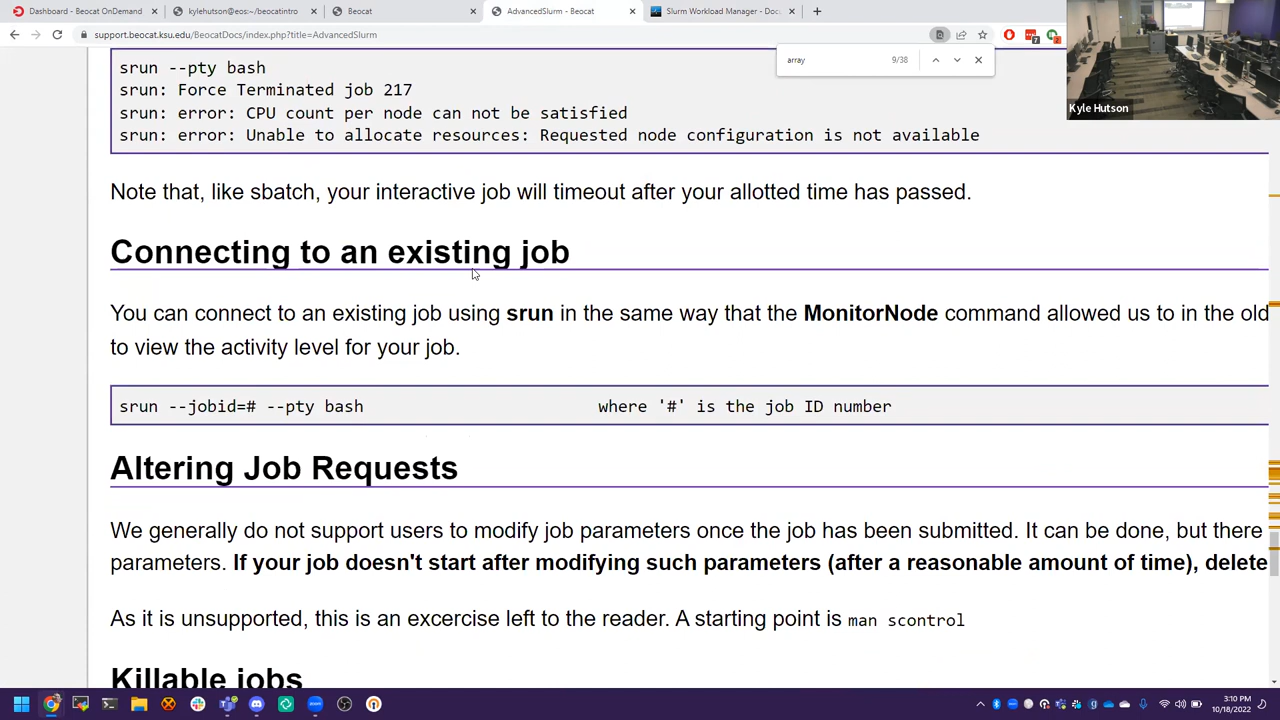 Dashboard - Beocat OnDemand
kylehutson@eos:~/beocatintro
Beocat
AdvancedSlurm - Beocat
Slurm Workload Manager - Docu
support.beocat.ksu.edu/BeocatDocs/index.php?title=AdvancedSlurm
array
9/38
Kyle Hutson
srun --pty bash
srun: Force Terminated job 217
srun: error: CPU count per node can not be satisfied
srun: error: Unable to allocate resources: Requested node configuration is not available
Note that, like sbatch, your interactive job will timeout after your allotted time has passed.
Connecting to an existing job
You can connect to an existing job using srun in the same way that the MonitorNode command allowed us to in the old
to view the activity level for your job.
srun --jobid=# --pty bash where '#' is the job ID number
Altering Job Requests
We generally do not support users to modify job parameters once the job has been submitted. It can be done, but there
parameters. If your job doesn't start after modifying such parameters (after a reasonable amount of time), delete
As it is unsupported, this is an excercise left to the reader. A starting point is man scontrol
Killable jobs
3:10 PM
10/18/2022